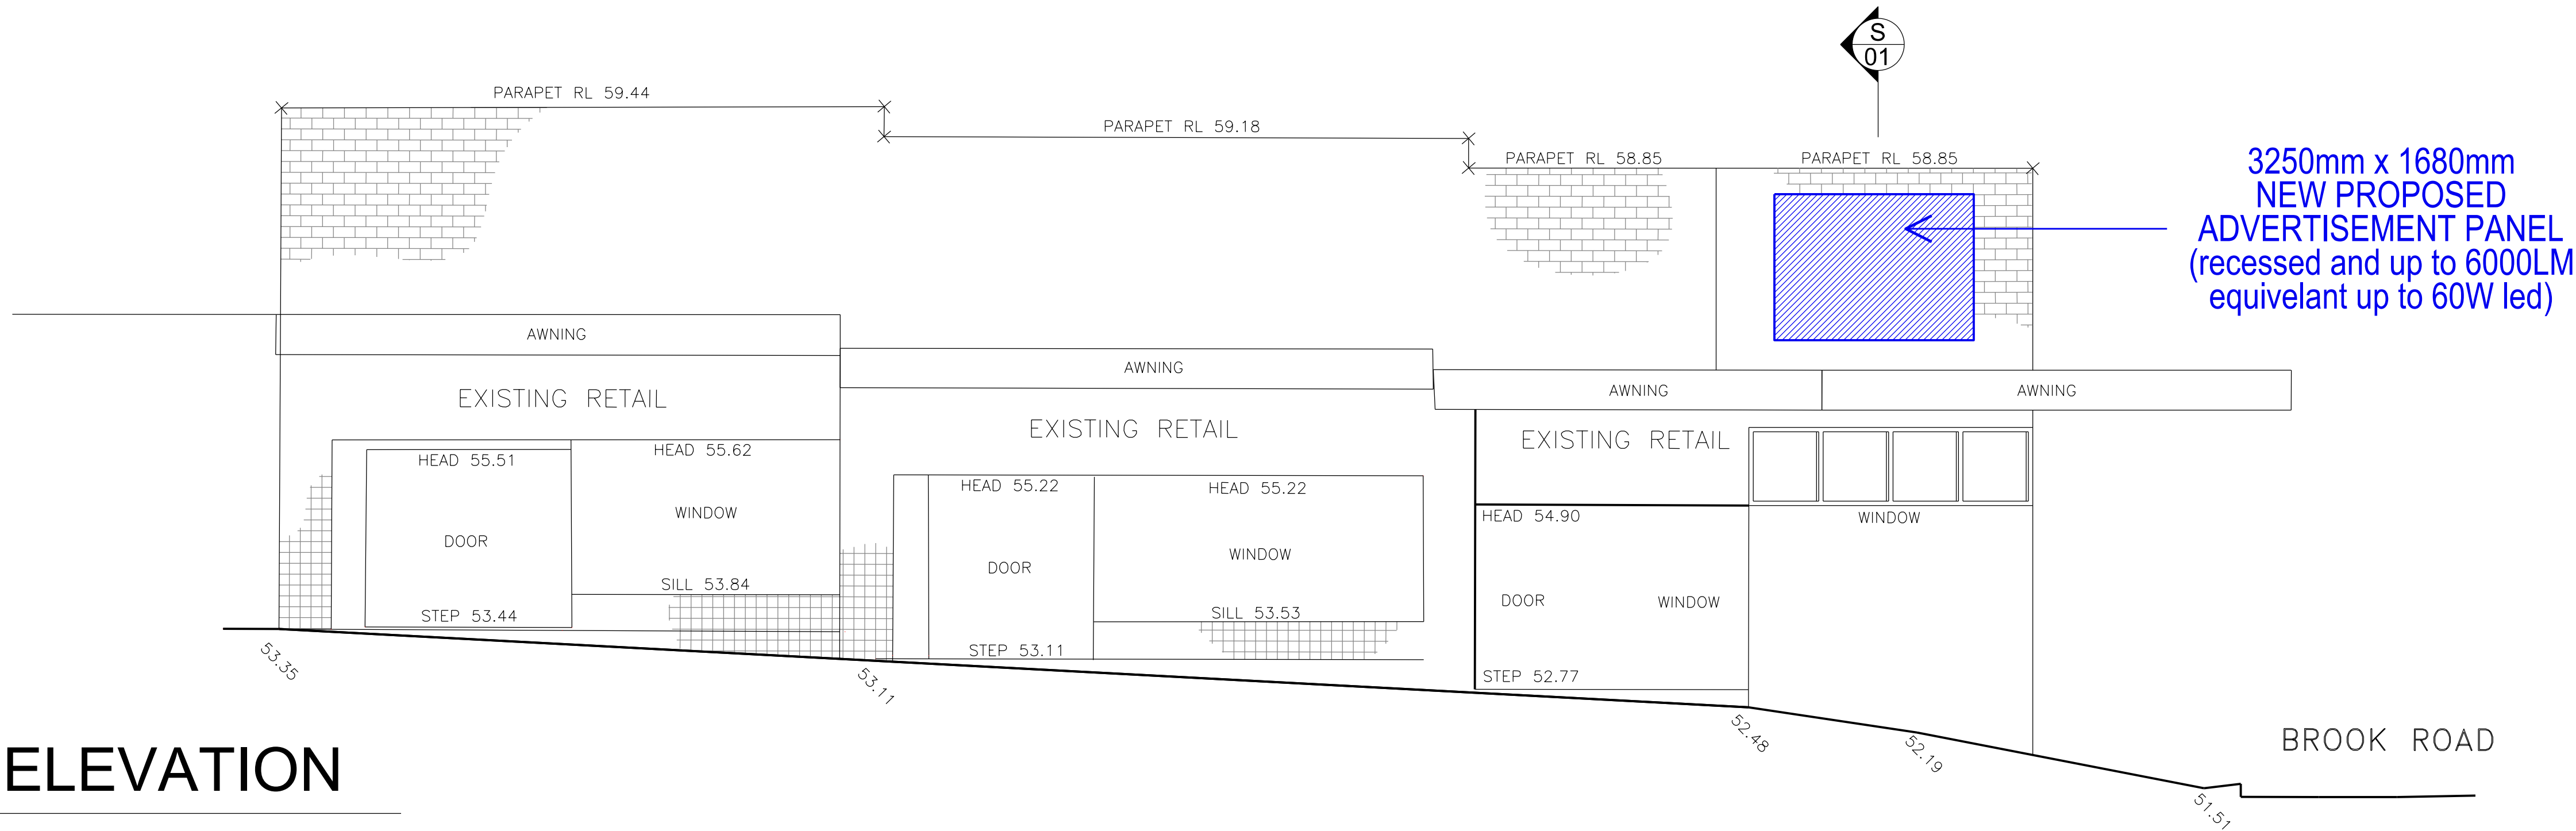 S
01
PARAPET RL 59.44
PARAPET RL 59.18
PARAPET RL 58.85
PARAPET RL 58.85
3250mm x 1680mm
NEW PROPOSED
ADVERTISEMENT PANEL
(recessed and up to 6000LM
equivelant up to 60W led)
AWNING
AWNING
AWNING
AWNING
EXISTING RETAIL
EXISTING RETAIL
EXISTING RETAIL
HEAD 55.51
HEAD 55.62
HEAD 55.22
HEAD 55.22
HEAD 54.90
WINDOW
WINDOW
DOOR
WINDOW
DOOR
DOOR
WINDOW
SILL 53.84
STEP 53.44
SILL 53.53
STEP 53.11
STEP 52.77
53.35
53.11
52.48
52.19
51.51
BROOK ROAD
ELEVATION